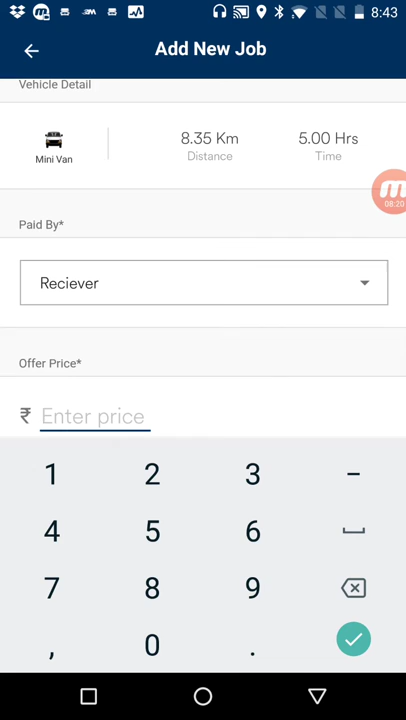 8:43
Add New Job
Vehicle Detail
Mini Van
8.35 Km
Distance
5.00 Hrs
Time
08:20
Paid By*
Reciever
Offer Price*
₹ Enter price
1 2 3 -
4 5 6
7 8 9
, 0 .